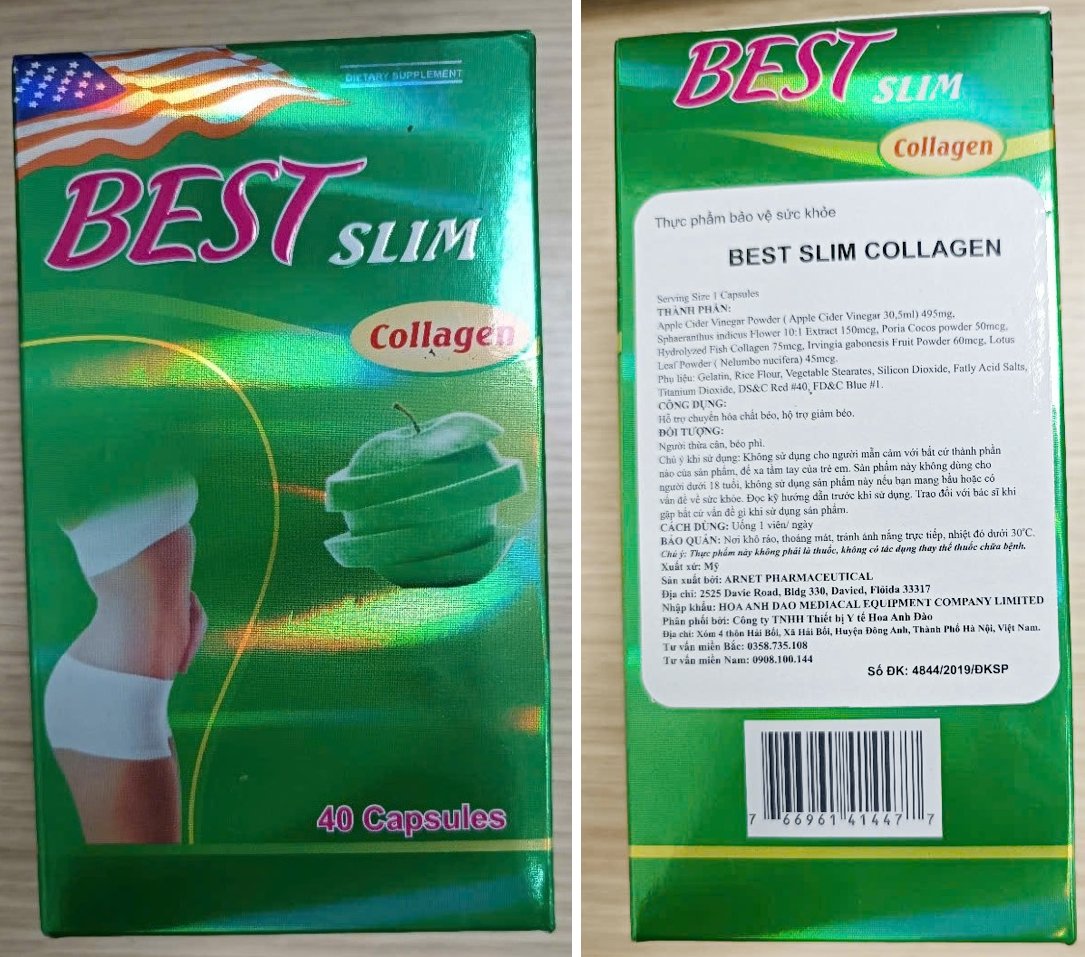 DIETARY SUPPLEMENT
BEST SLIM
Collagen
40 Capsules
BEST SLIM
Collagen
Thực phẩm bảo vệ sức khỏe
BEST SLIM COLLAGEN
Serving Size 1 Capsules
THÀNH PHẦN:
Apple Cider Vinegar Powder ( Apple Cider Vinegar 30,5ml) 495mg,
Sphaeranthus indicus Flower 10:1 Extract 150mcg, Poria Cocos powder 50mcg,
Hydrolyzed Fish Collagen 75mcg, Irvingia gabonesis Fruit Powder 60mcg, Lotus
Leaf Powder ( Nelumbo nucifera) 45mcg.
Phụ liệu: Gelatin, Rice Flour, Vegetable Stearates, Silicon Dioxide, Fatly Acid Salts,
Titanium Dioxide, DS&C Red #40, FD&C Blue #1.
CÔNG DỤNG:
Hỗ trợ chuyển hóa chất béo, hộ trợ giảm béo.
ĐỐI TƯỢNG:
Người thừa cân, béo phì.
Chú ý khi sử dụng: Không sử dụng cho người mẫn cảm với bất cứ thành phần
nào của sản phẩm, để xa tầm tay của trẻ em. Sản phẩm này không dùng cho
người dưới 18 tuổi, không sử dụng sản phẩm này nếu bạn mang bầu hoặc có
vấn đề về sức khỏe. Đọc kỹ hướng dẫn trước khi sử dụng. Trao đổi với bác sĩ khi
gặp bất cứ vấn đề gì khi sử dụng sản phẩm.
CÁCH DÙNG: Uống 1 viên/ ngày
BẢO QUẢN: Nơi khô ráo, thoáng mát, tránh ánh nắng trực tiếp, nhiệt độ dưới 30°C.
Chú ý: Thực phẩm này không phải là thuốc, không có tác dụng thay thế thuốc chữa bệnh.
Xuất xứ: Mỹ
Sản xuất bởi: ARNET PHARMACEUTICAL
Địa chỉ: 2525 Davie Road, Bldg 330, Davied, Flöida 33317
Nhập khẩu: HOA ANH DAO MEDIACAL EQUIPMENT COMPANY LIMITED
Phân phối bởi: Công ty TNHH Thiết bị Y tế Hoa Anh Đào
Địa chỉ: Xóm 4 thôn Hải Bối, Xã Hải Bối, Huyện Đông Anh, Thành Phố Hà Nội, Việt Nam.
Tư vấn miền Bắc: 0358.735.108
Tư vấn miền Nam: 0908.100.144
Số ĐK: 4844/2019/ĐKSP
7 66961 41447 7